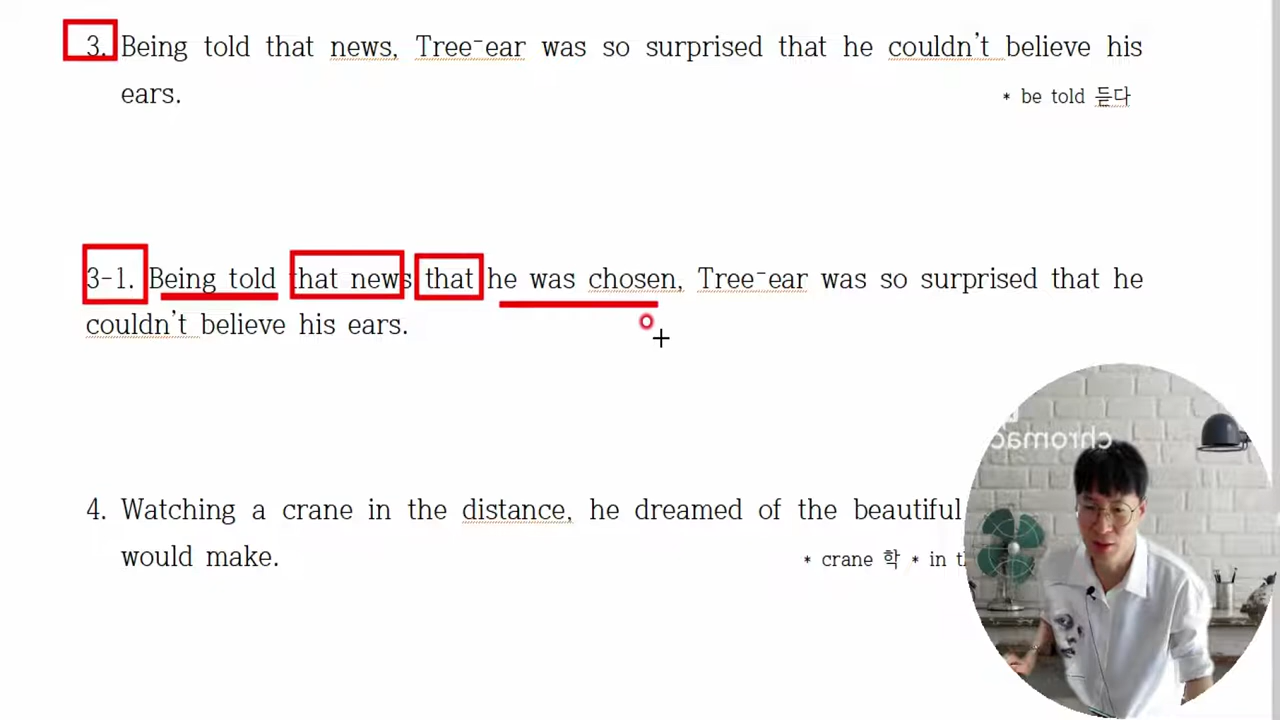 3. Being told that news, Tree-ear was so surprised that he couldn't believe his
ears.
* be told 듣다
3-1. Being told that news that he was chosen, Tree-ear was so surprised that he
couldn't believe his ears.
4. Watching a crane in the distance, he dreamed of the beautiful
would make.
* crane 학 * in